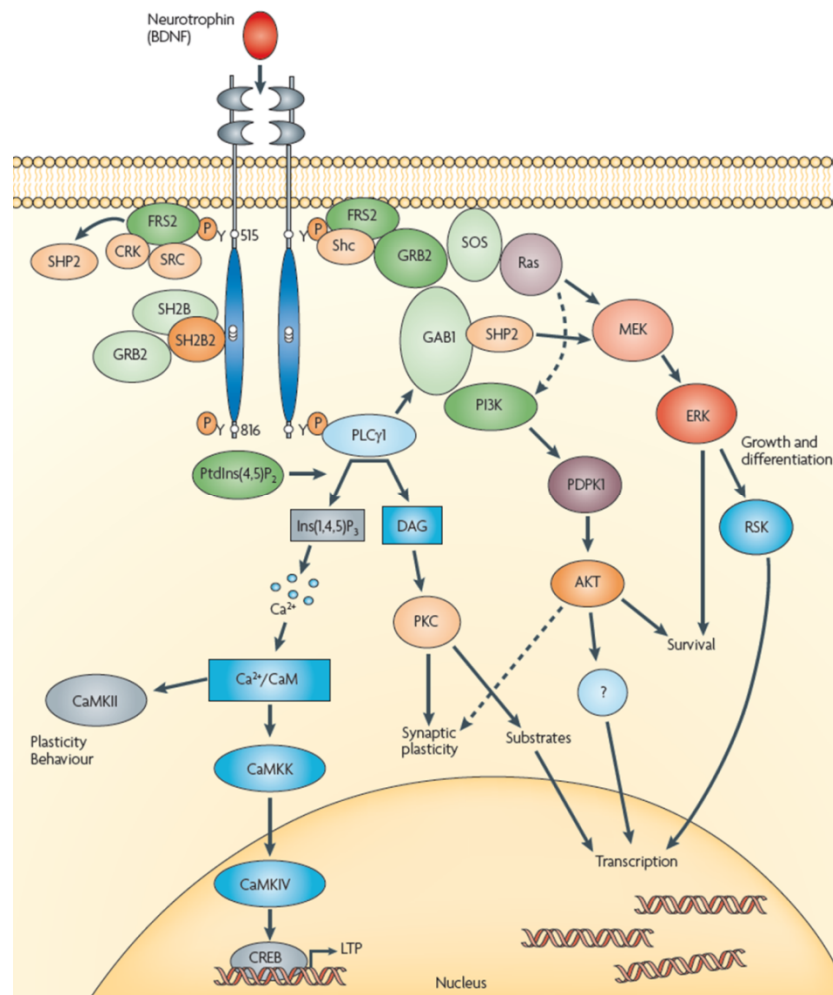 Neurotrophin
(BDNF)
FRS2
P
Y
515
P
Y
FRS2
SOS
SHP2
CRK
SRC
Shc
GRB2
Ras
SH2B
SH2B2
GRB2
GAB1
SHP2
MEK
PI3K
ERK
P
Y
816
P
Y
PLCγ1
Growth and
differentiation
PtdIns(4,5)P₂
PDPK1
Ins(1,4,5)P₃
DAG
RSK
Ca²⁺
PKC
AKT
Survival
Ca²⁺/CaM
CaMKII
?
Plasticity
Behaviour
Synaptic
plasticity
Substrates
CaMKK
Transcription
CaMKIV
CREB
LTP
Nucleus